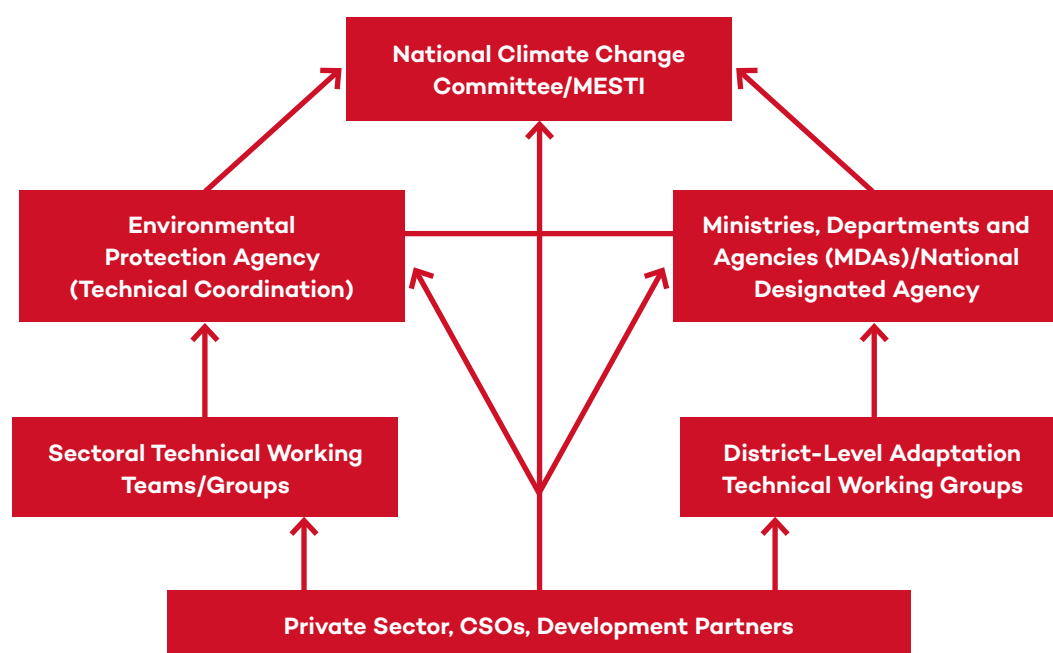 National Climate Change
Committee/MESTI
Environmental
Protection Agency
(Technical Coordination)
Ministries, Departments and
Agencies (MDAs)/National
Designated Agency
Sectoral Technical Working
Teams/Groups
District-Level Adaptation
Technical Working Groups
Private Sector, CSOs, Development Partners